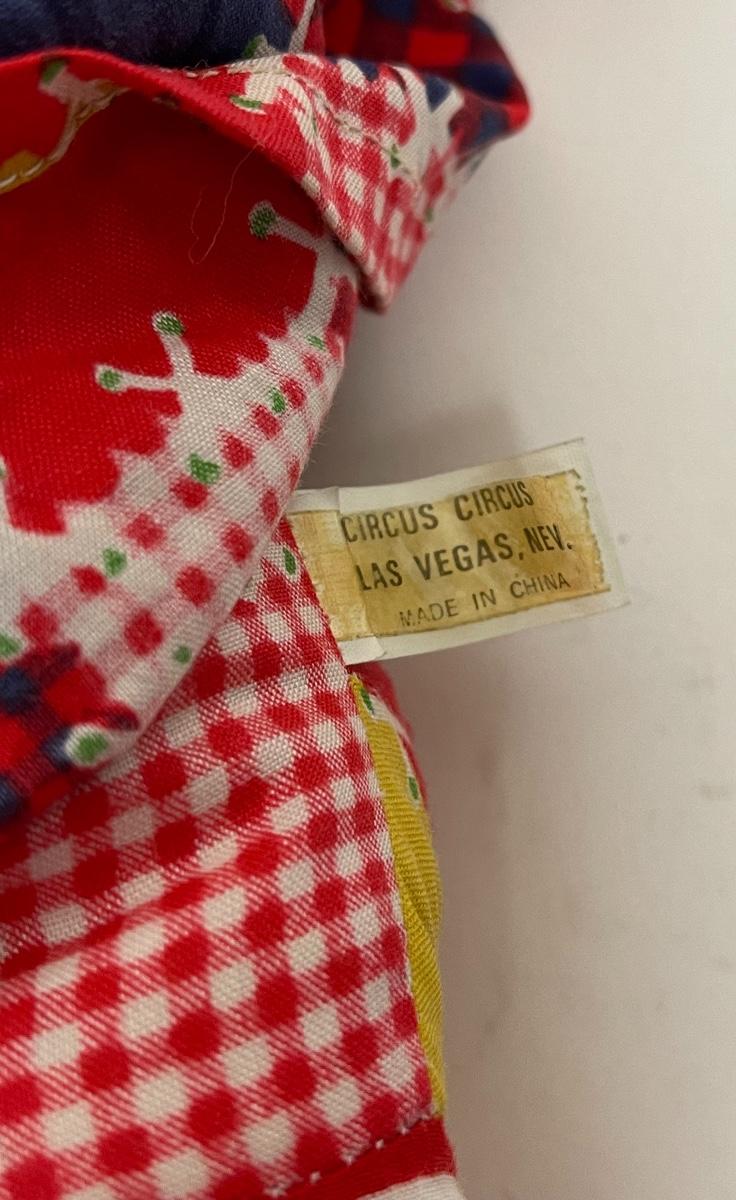 CIRCUS CIRCUS
LAS VEGAS, NEV.
MADE IN CHINA